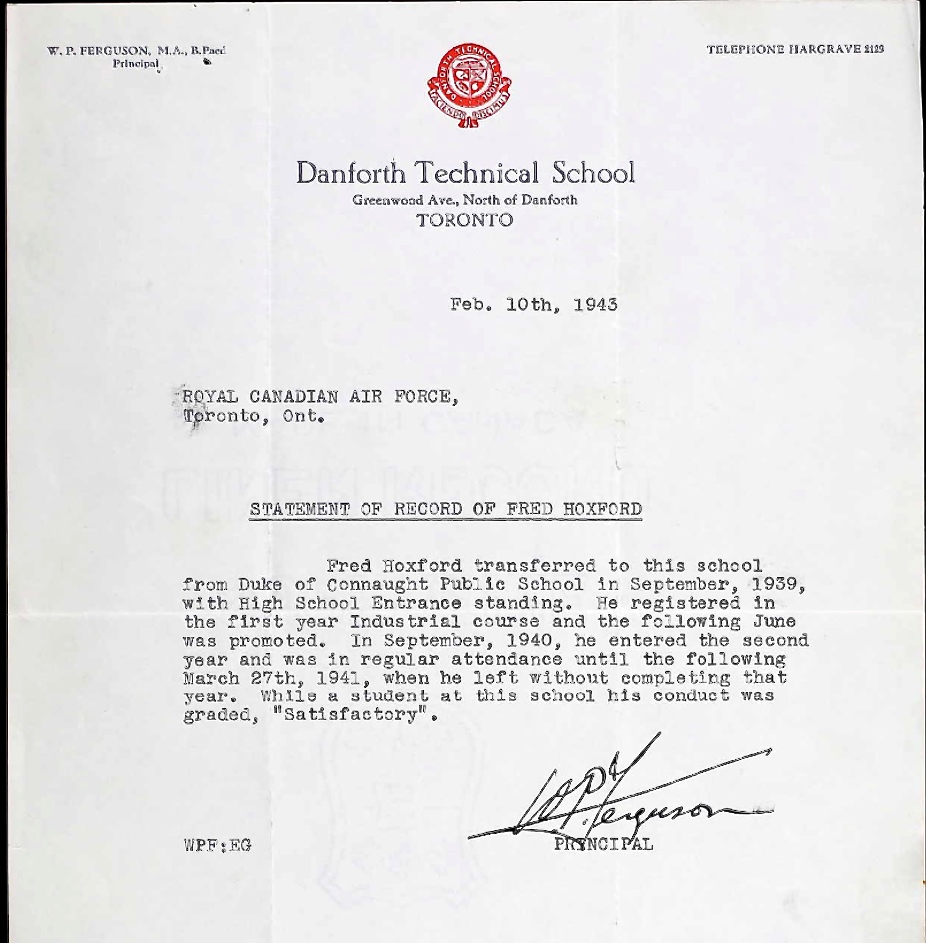 W. P. FERGUSON, M.A., B.Paed
Principal
TELEPHONE HARGRAVE 2129
DANFORTH TECHNICAL SCHOOL
Danforth Technical School
Greenwood Ave., North of Danforth
TORONTO
Feb. 10th, 1943
ROYAL CANADIAN AIR FORCE,
Toronto, Ont.
STATEMENT OF RECORD OF FRED HOXFORD
Fred Hoxford transferred to this school
from Duke of Connaught Public School in September, 1939,
with High School Entrance standing. He registered in
the first year Industrial course and the following June
was promoted. In September, 1940, he entered the second
year and was in regular attendance until the following
March 27th, 1941, when he left without completing that
year. While a student at this school his conduct was
graded, "Satisfactory".
W.P. Ferguson
PRINCIPAL
WPF:EG